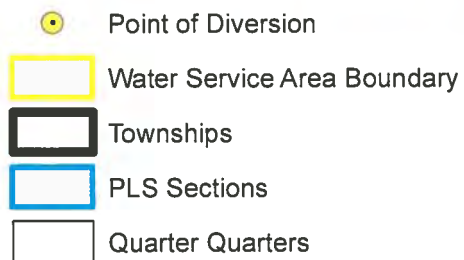 Point of Diversion
Water Service Area Boundary
Townships
PLS Sections
Quarter Quarters